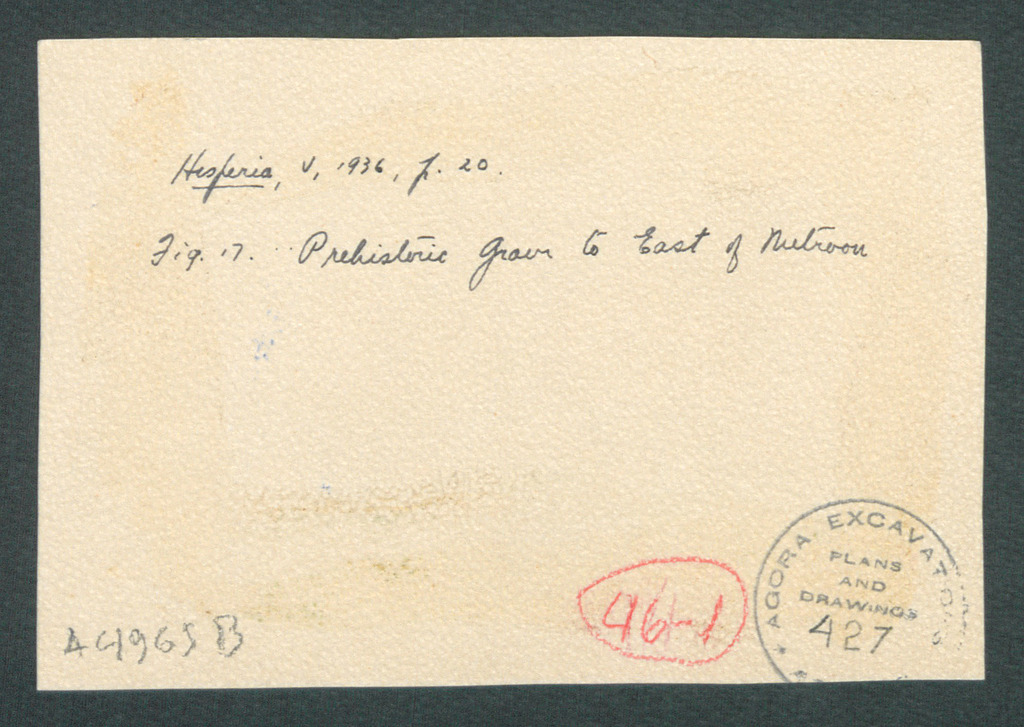 Hesperia, V, 1936, p. 20.
Fig. 17. Prehistoric Grave to East of Metroon
A 4965 B
46-1
AGORA EXCAVATIONS
PLANS
AND
DRAWINGS
427